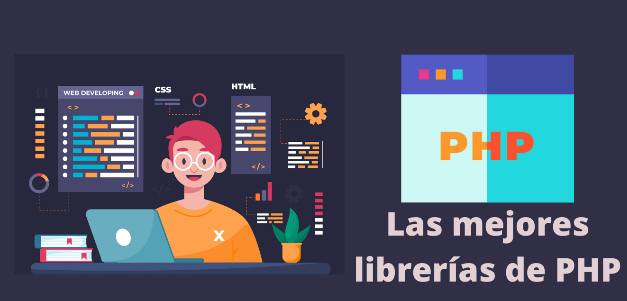 WEB DEVELOPING
< >
</>
CSS
HTML
< >
</>
</>
X
PHP
Las mejores
librerías de PHP